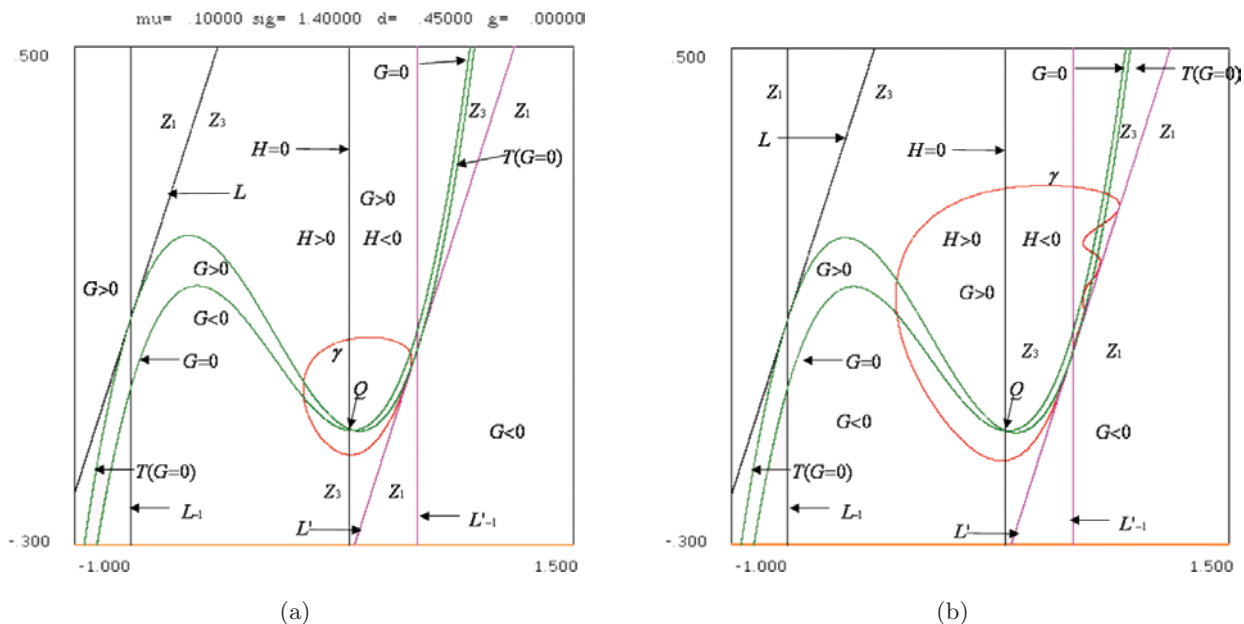 mu= .10000 sig= 1.40000 d= .45000 g= .00000
.500
G=0
Z₁ Z₃
Z₃ Z₁
H=0
T(G=0)
L
G>0
H>0 H<0
G>0
G>0
G<0
γ
G=0
Q
G<0
T(G=0)
Z₃ Z₁
L₋₁
L'
L'₋₁
-.300
-1.000 1.500
(a)
.500
G=0 T(G=0)
Z₁ Z₃
Z₃ Z₁
L
H=0
γ
H>0 H<0
G>0
G>0
Z₃ Z₁
G=0
Q
G<0
G<0
T(G=0)
L₋₁
L'
L'₋₁
-.300
-1.000 1.500
(b)